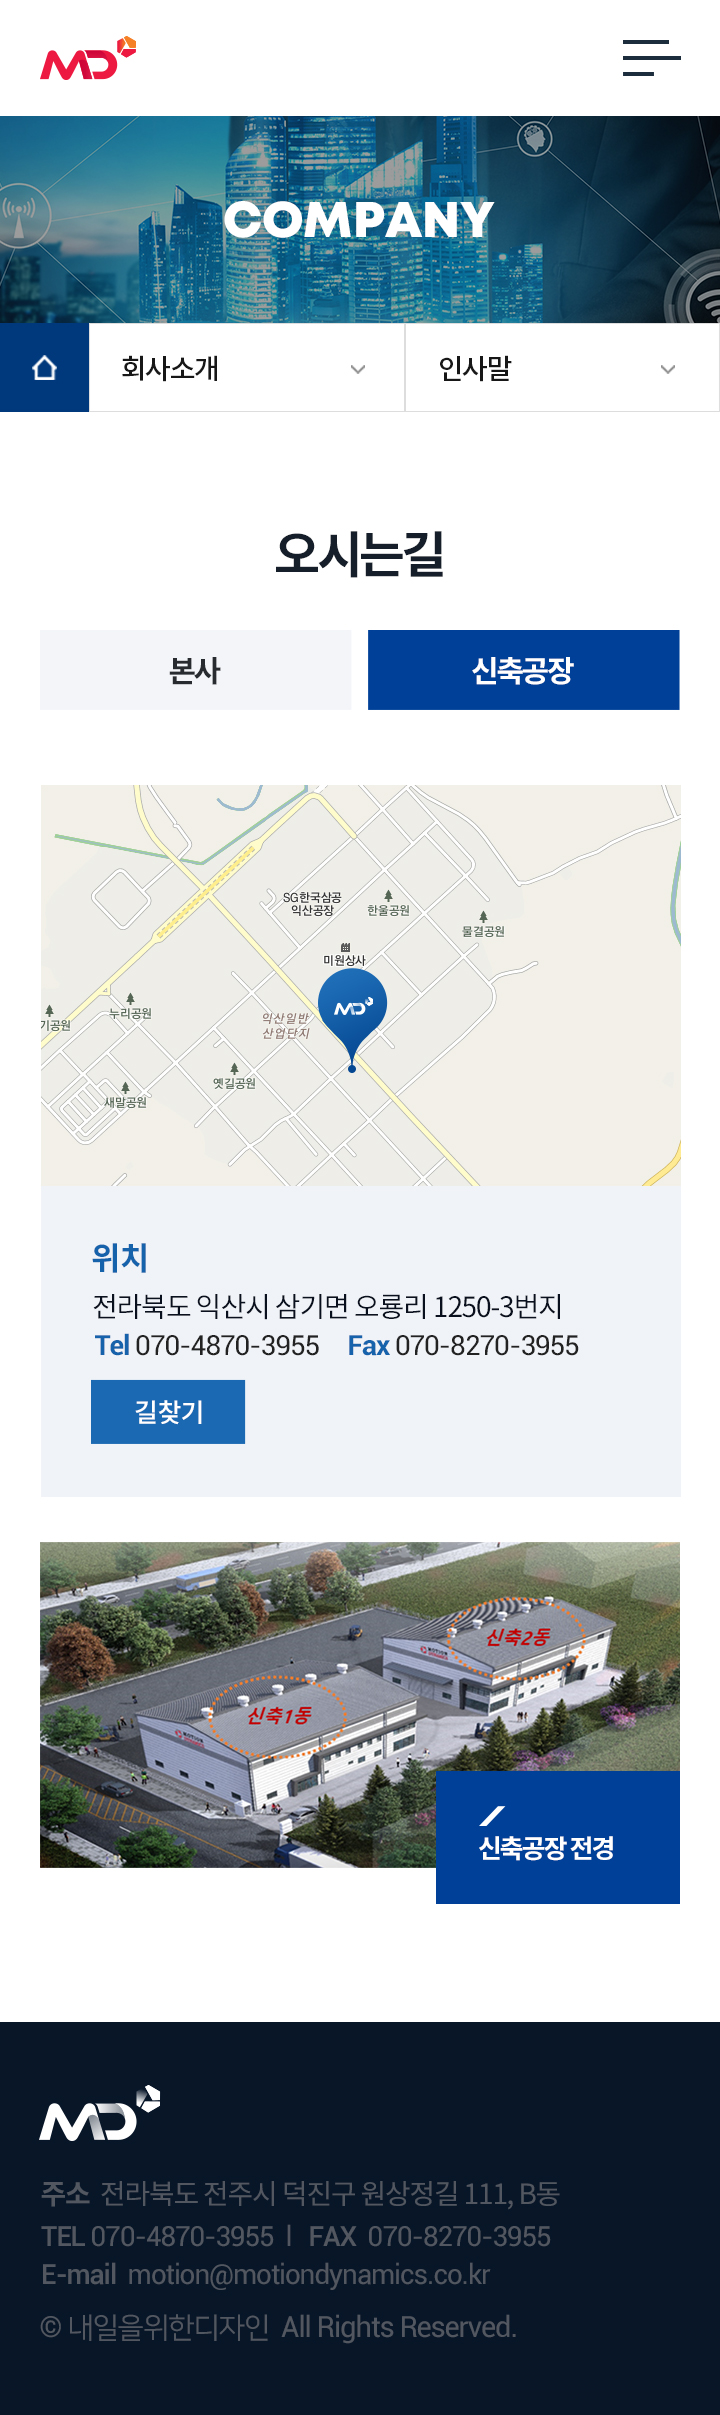 MD
COMPANY
회사소개
인사말
오시는길
본사
신축공장
SG한국삼공
익산공장
한울공원
물결공원
미원상사
MD
누리공원
기공원
익산일반
산업단지
옛길공원
새말공원
위치
전라북도 익산시 삼기면 오룡리 1250-3번지
Tel 070-4870-3955 Fax 070-8270-3955
길찾기
신축2동
신축1동
신축공장 전경
MD
주소 전라북도 전주시 덕진구 원상정길 111, B동
TEL 070-4870-3955 | FAX 070-8270-3955
E-mail motion@motiondynamics.co.kr
© 내일을위한디자인 All Rights Reserved.